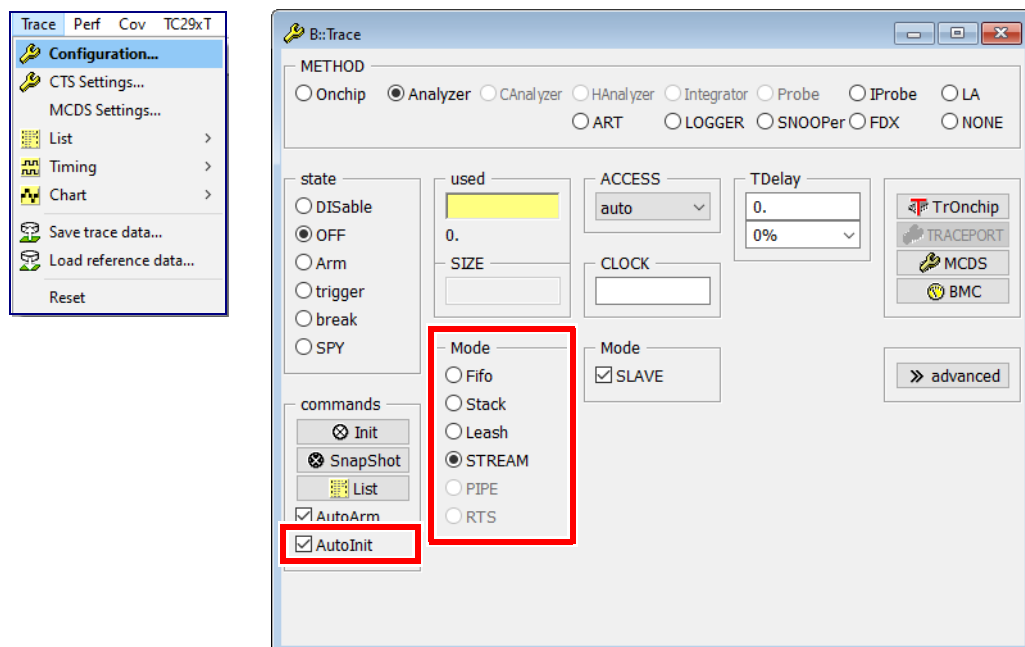 Trace Perf Cov TC29xT
Configuration...
CTS Settings...
MCDS Settings...
List
Timing
Chart
Save trace data...
Load reference data...
Reset
B::Trace
METHOD
Onchip Analyzer CAnalyzer HAnalyzer Integrator Probe IProbe LA
ART LOGGER SNOOPer FDX NONE
state
DISable
OFF
Arm
trigger
break
SPY
used
0.
SIZE
ACCESS
auto
CLOCK
TDelay
0.
0%
TrOnchip
TRACEPORT
MCDS
BMC
commands
Init
SnapShot
List
AutoArm
AutoInit
Mode
Fifo
Stack
Leash
STREAM
PIPE
RTS
Mode
SLAVE
advanced